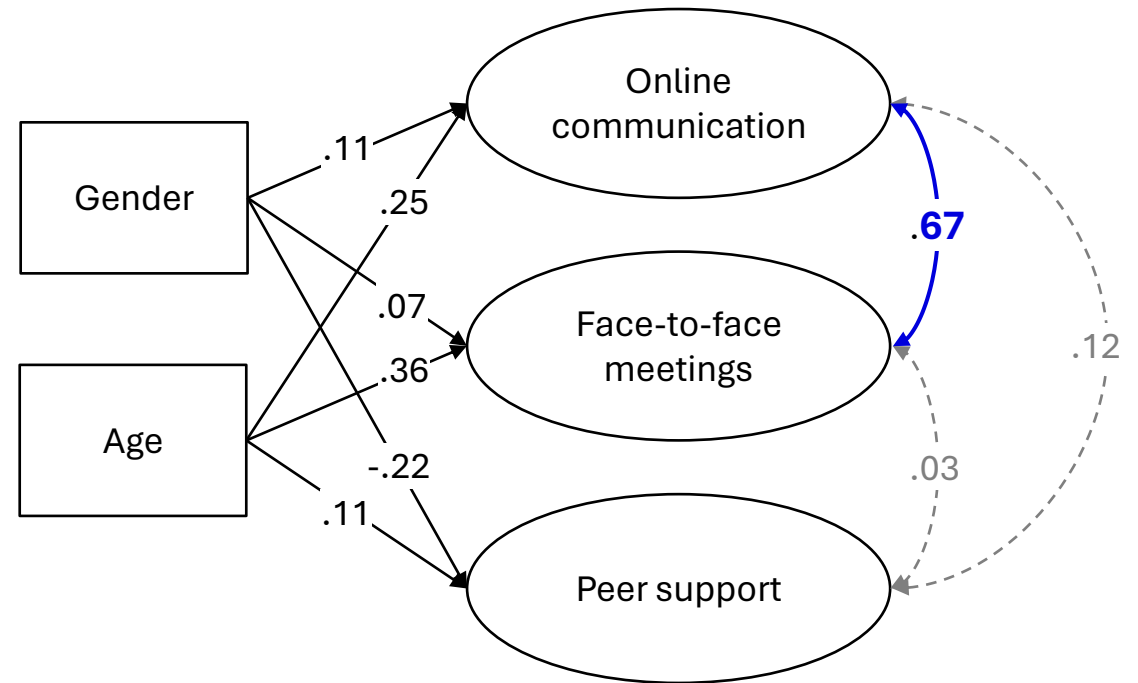 Online
communication
Gender
.11
.25
.67
.07
Face-to-face
meetings
.36
.12
Age
-.22
.03
.11
Peer support